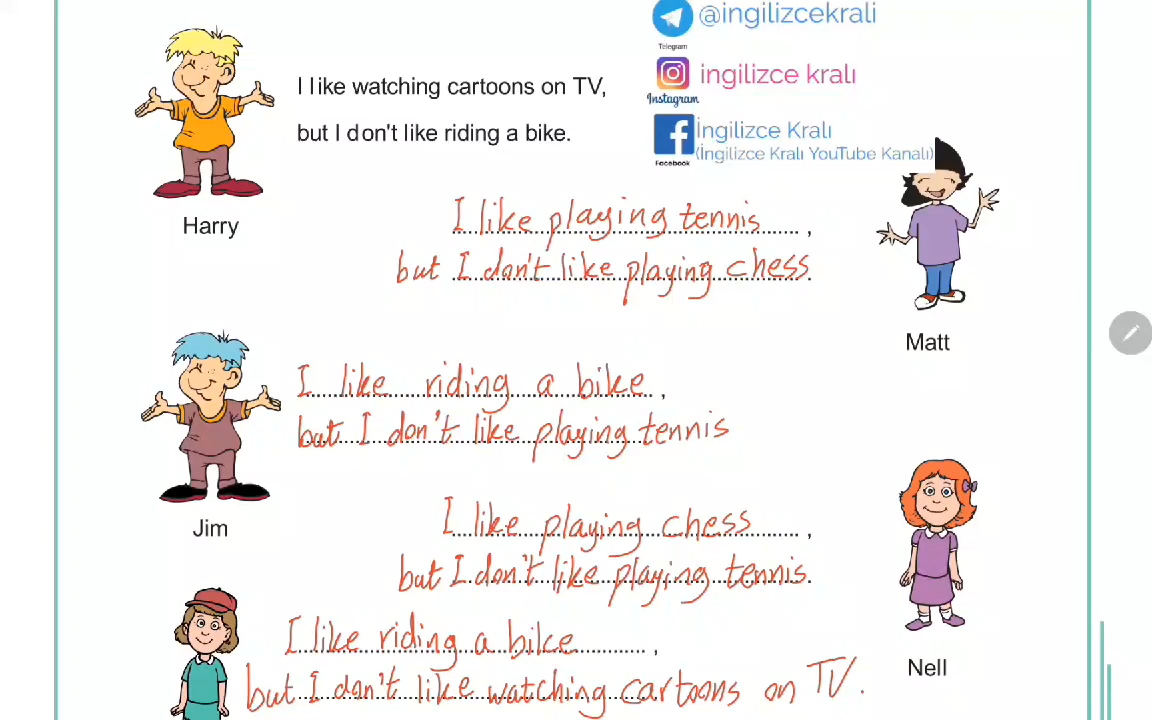 @ingilizcekrali
Telegram
ingilizce kralı
Instagram
İngilizce Kralı
(İngilizce Kralı YouTube Kanalı)
Facebook
I like watching cartoons on TV,
but I don't like riding a bike.
Harry
I like playing tennis,
but I don't like playing chess.
Matt
I like riding a bike,
but I don't like playing tennis
Jim
I like playing chess,
but I don't like playing tennis.
Nell
I like riding a bike,
but I don't like watching cartoons on TV.